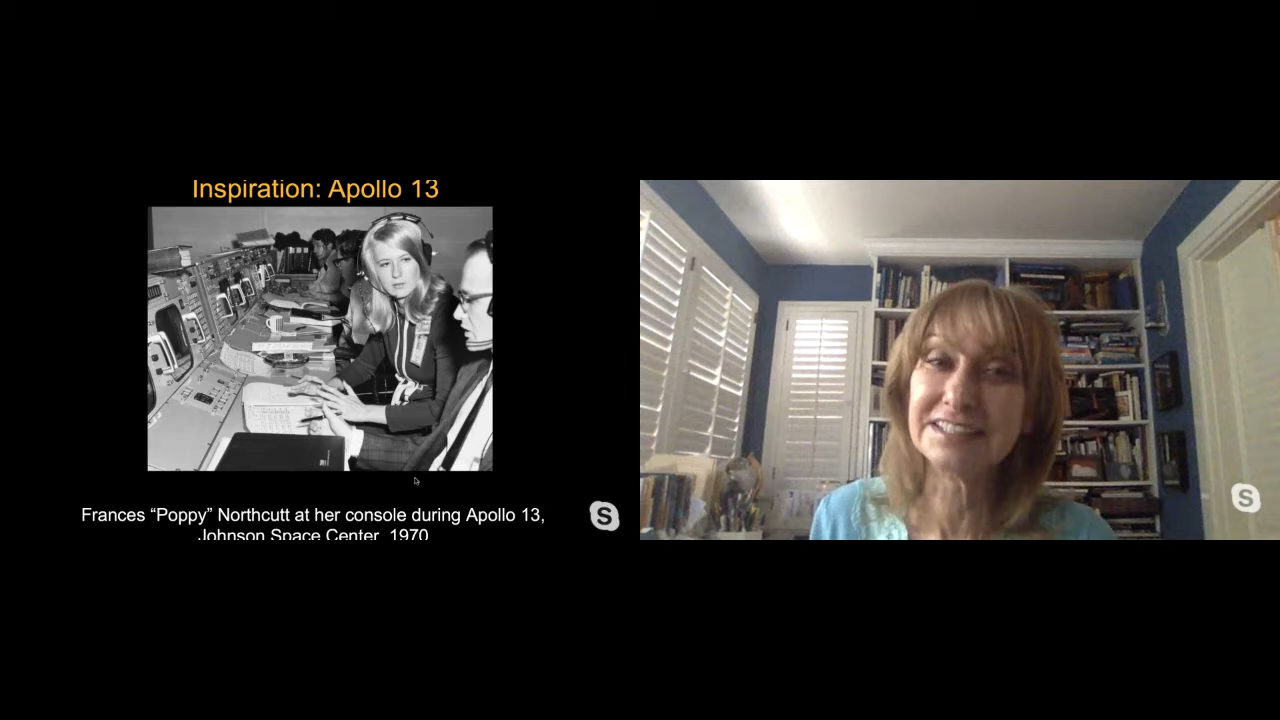 Inspiration: Apollo 13
Frances “Poppy” Northcutt at her console during Apollo 13,
Johnson Space Center, 1970
S
S